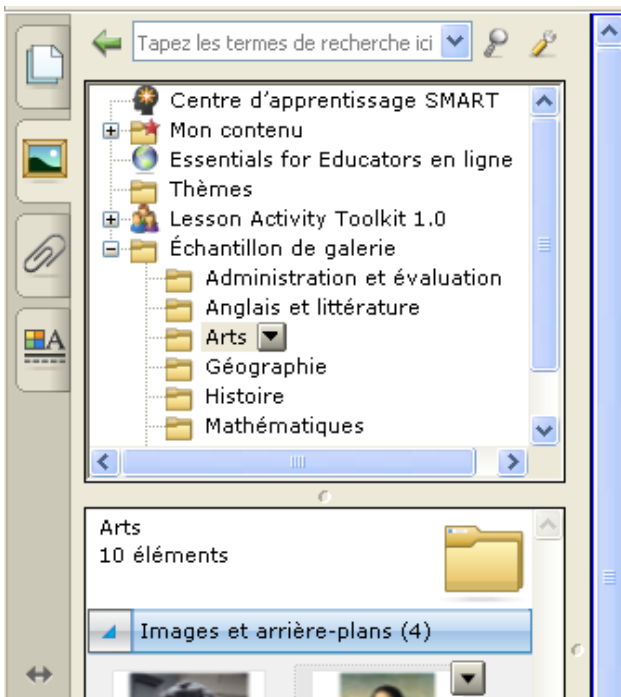 Tapez les termes de recherche ici
Centre d'apprentissage SMART
Mon contenu
Essentials for Educators en ligne
Thèmes
Lesson Activity Toolkit 1.0
Échantillon de galerie
Administration et évaluation
Anglais et littérature
Arts
Géographie
Histoire
Mathématiques
Arts
10 éléments
Images et arrière-plans (4)